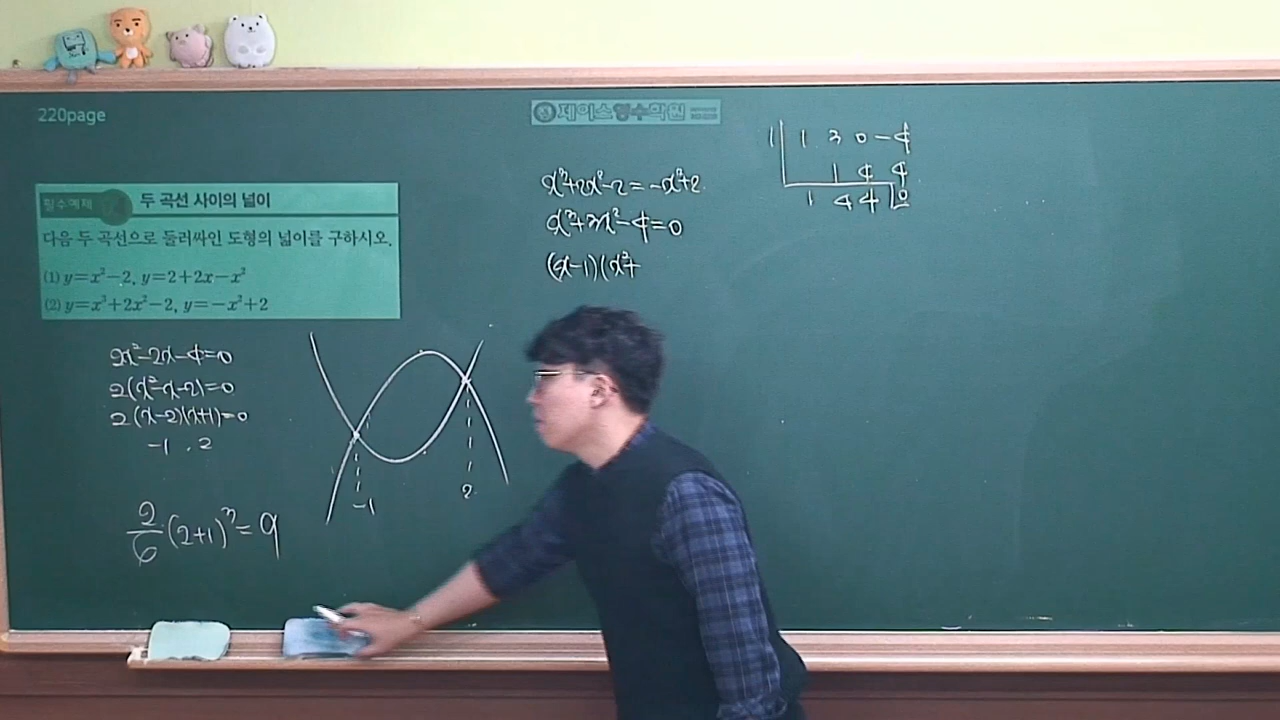 220page
제이스영수학원
필수예제
두 곡선 사이의 넓이
다음 두 곡선으로 둘러싸인 도형의 넓이를 구하시오.
(1) y=x²-2, y=2+2x-x²
(2) y=x³+2x²-2, y=-x²+2
2x²-2x-4=0
2(x²-x-2)=0
2(x-2)(x+1)=0
-1 , 2
2/6 (2+1)³=9
-1
2
x³+2x²-2=-x²+2
x³+3x²-4=0
(x-1)(x²+
1 | 1 3 0 -4
1 4 4
1 4 4 | 0